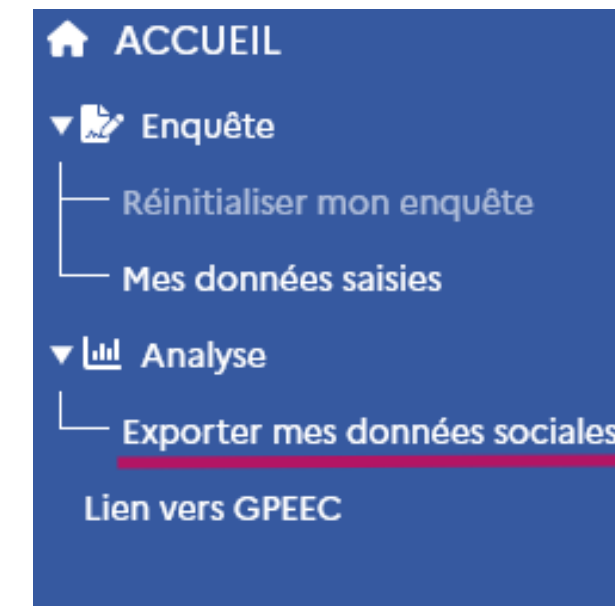 ACCUEIL
Enquête
Réinitialiser mon enquête
Mes données saisies
Analyse
Exporter mes données sociales
Lien vers GPEEC